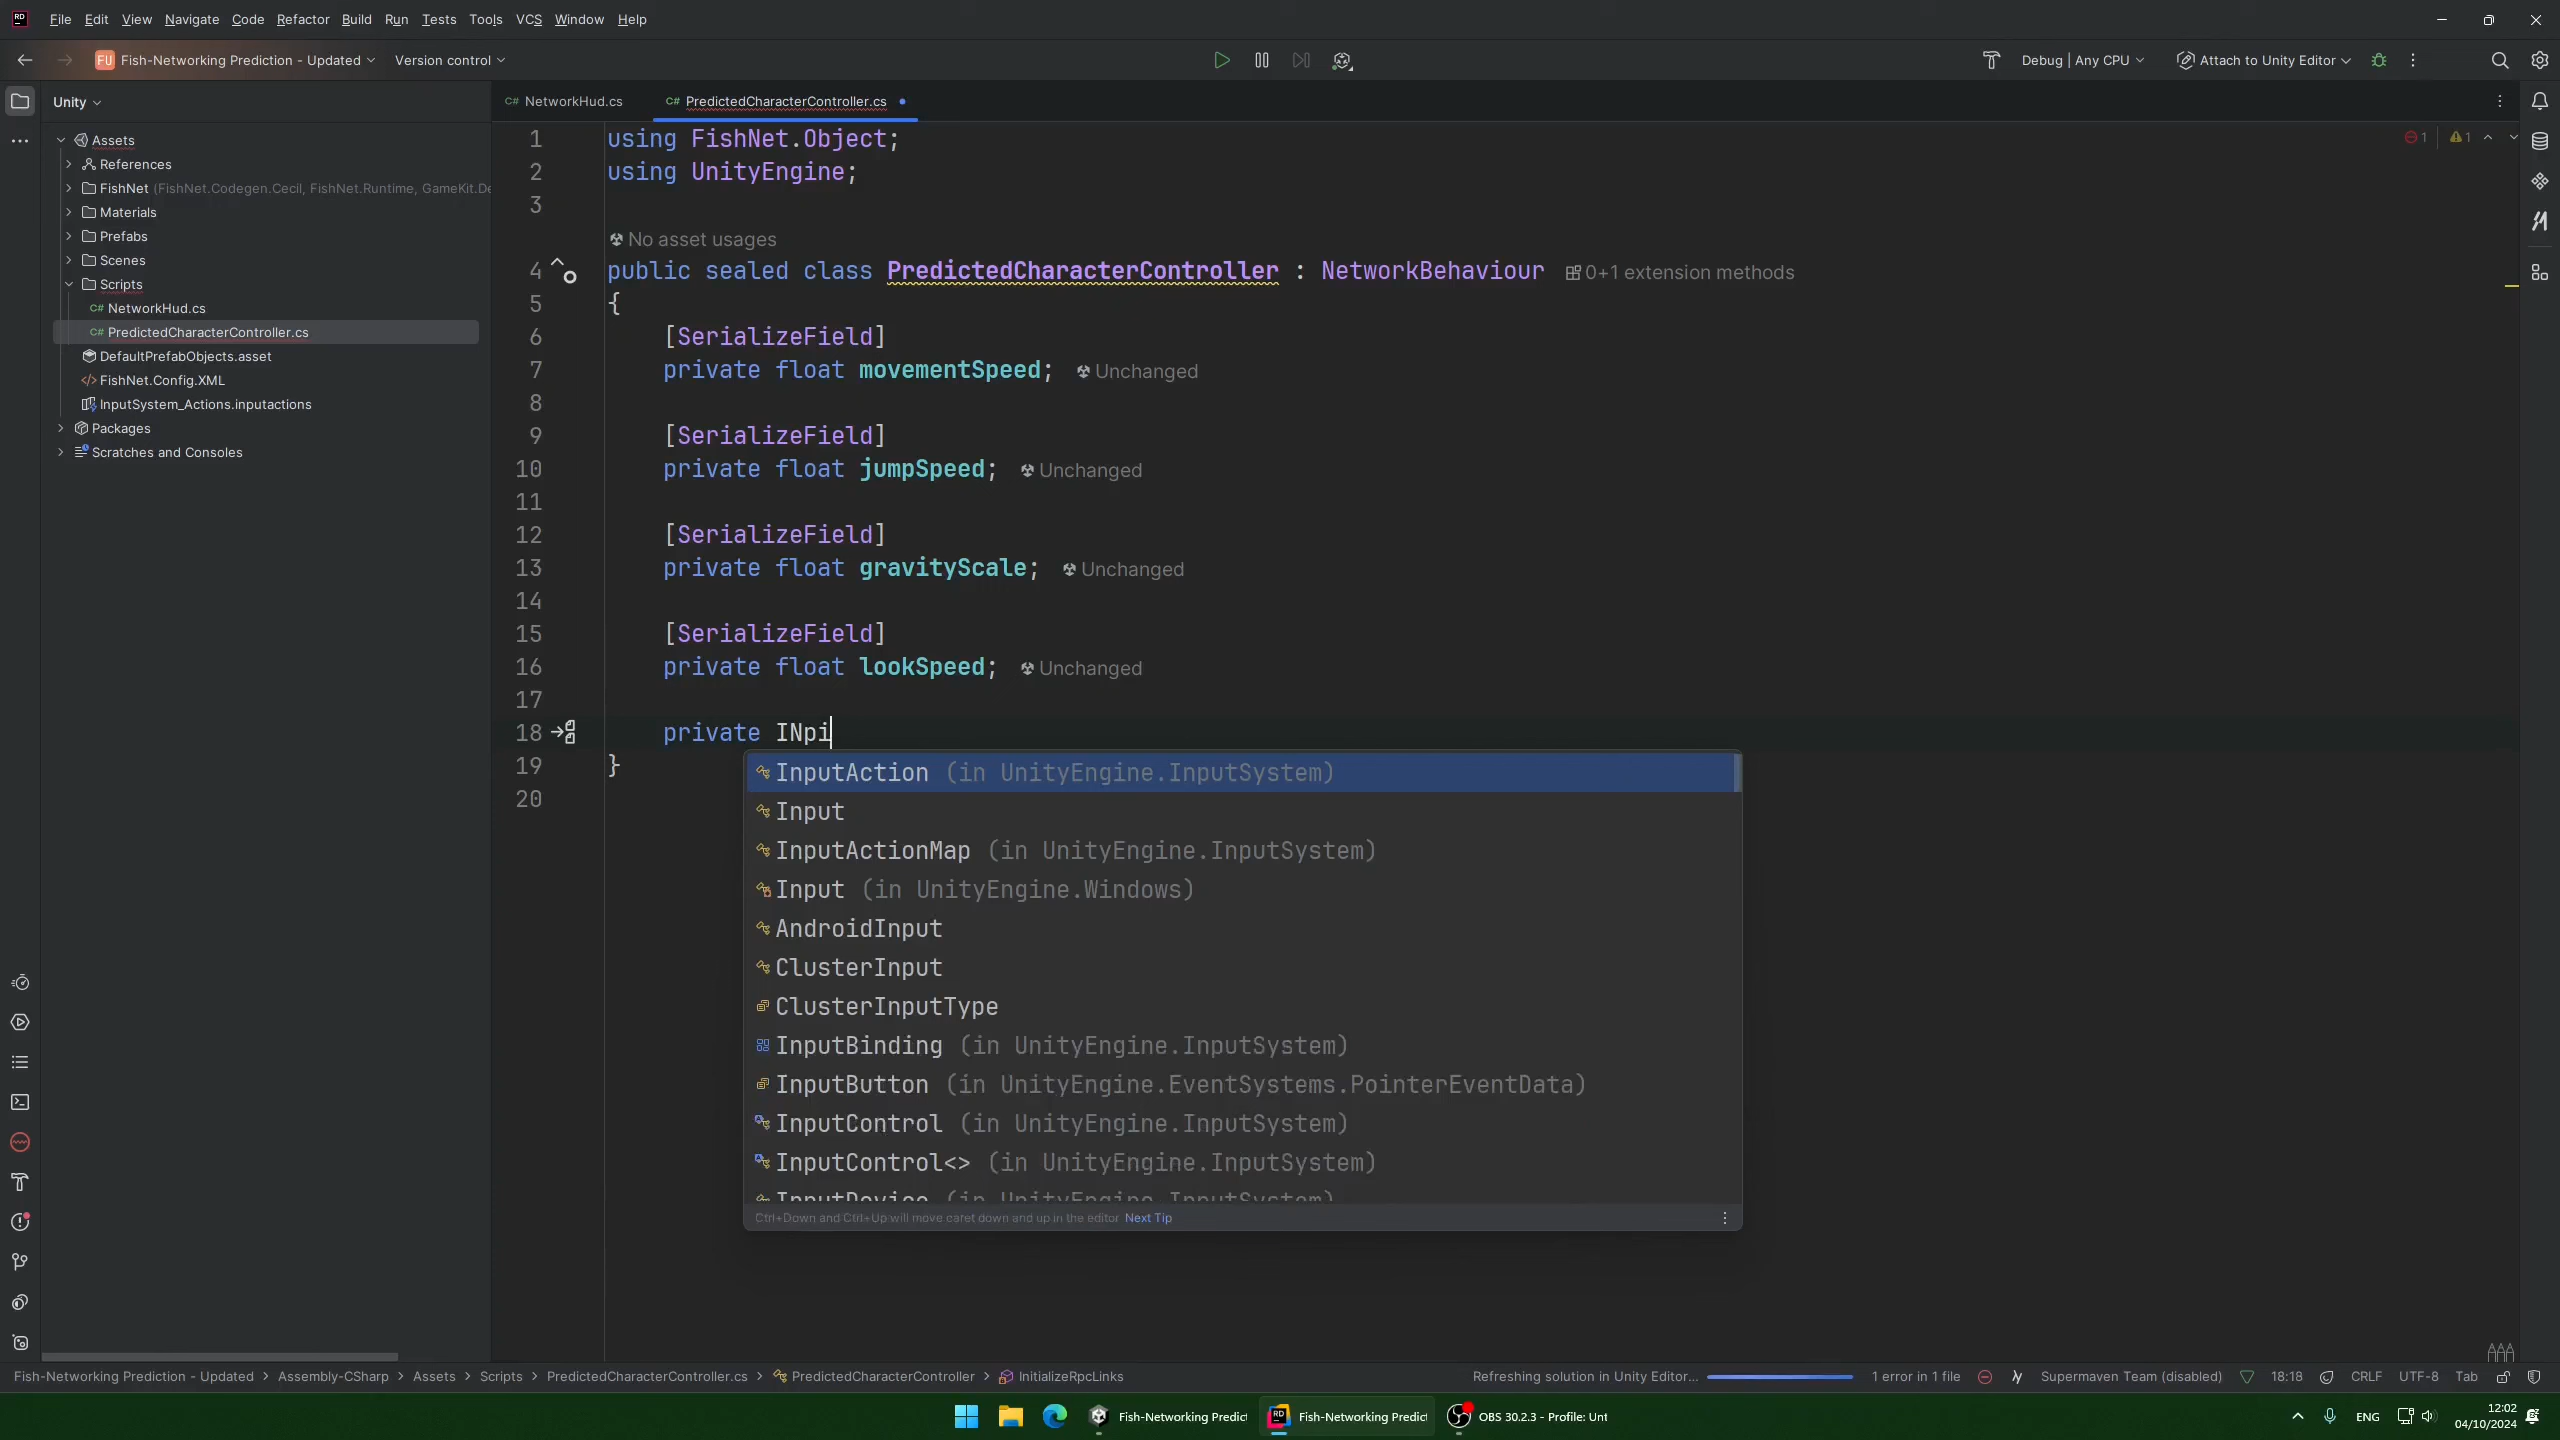 File Edit View Navigate Code Refactor Build Run Tests Tools VCS Window Help
FU Fish-Networking Prediction - Updated Version control Debug | Any CPU Attach to Unity Editor
Unity
Assets
References
FishNet (FishNet.Codegen.Cecil, FishNet.Runtime, GameKit.De
Materials
Prefabs
Scenes
Scripts
C# NetworkHud.cs
C# PredictedCharacterController.cs
DefaultPrefabObjects.asset
FishNet.Config.XML
InputSystem_Actions.inputactions
Packages
Scratches and Consoles
C# NetworkHud.cs C# PredictedCharacterController.cs
1 1
1 using FishNet.Object;
2 using UnityEngine;
3
No asset usages
4 public sealed class PredictedCharacterController : NetworkBehaviour 0+1 extension methods
5 {
6 [SerializeField]
7 private float movementSpeed; Unchanged
8
9 [SerializeField]
10 private float jumpSpeed; Unchanged
11
12 [SerializeField]
13 private float gravityScale; Unchanged
14
15 [SerializeField]
16 private float lookSpeed; Unchanged
17
18 private INpi
19 }
20
InputAction (in UnityEngine.InputSystem)
Input
InputActionMap (in UnityEngine.InputSystem)
Input (in UnityEngine.Windows)
AndroidInput
ClusterInput
ClusterInputType
InputBinding (in UnityEngine.InputSystem)
InputButton (in UnityEngine.EventSystems.PointerEventData)
InputControl (in UnityEngine.InputSystem)
InputControl<> (in UnityEngine.InputSystem)
InputDevice (in UnityEngine.InputSystem)
Ctrl+Down and Ctrl+Up will move caret down and up in the editor Next Tip
Fish-Networking Prediction - Updated > Assembly-CSharp > Assets > Scripts > PredictedCharacterController.cs > PredictedCharacterController > InitializeRpcLinks Refreshing solution in Unity Editor... 1 error in 1 file Supermaven Team (disabled) 18:18 CRLF UTF-8 Tab
Fish-Networking Predict Fish-Networking Predict OBS 30.2.3 - Profile: Unt ENG 12:02
04/10/2024